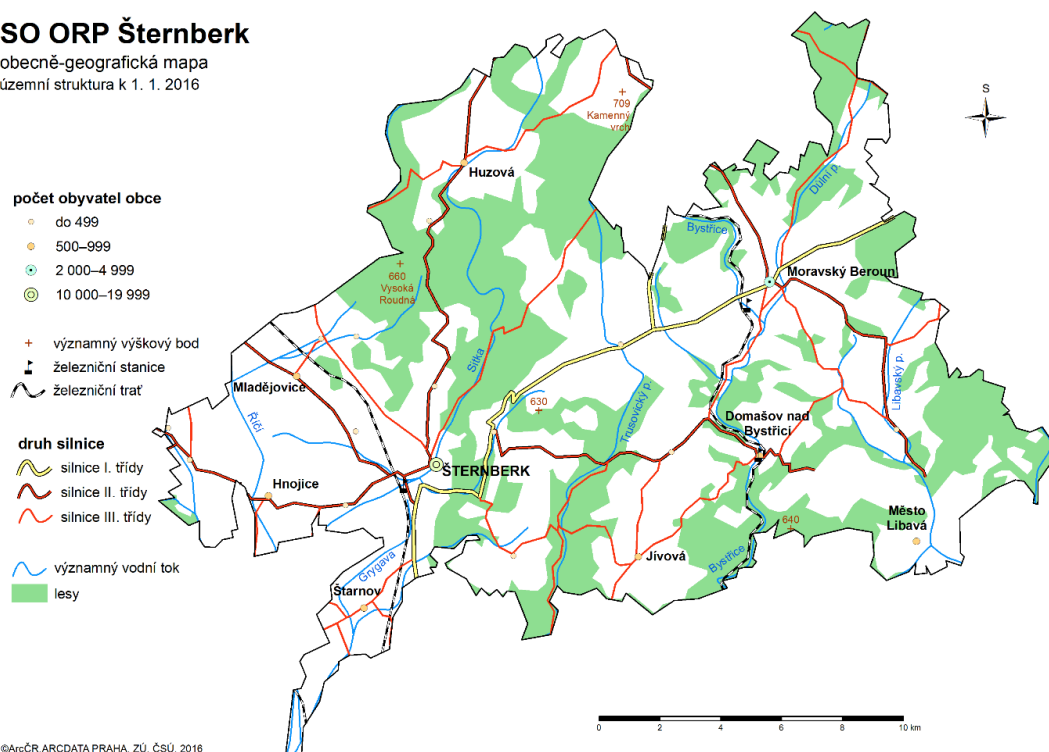 SO ORP Šternberk
obecně-geografická mapa
územní struktura k 1. 1. 2016
S
709
Kamenný
vrch
Huzová
Důlní p.
počet obyvatel obce
do 499
500–999
2 000–4 999
10 000–19 999
Bystřice
Moravský Beroun
660
Vysoká
Roudná
významný výškový bod
železniční stanice
železniční trať
Sitka
Mladějovice
Trusovický p.
Libavský p.
630
Říčí
Domašov nad
Bystřicí
druh silnice
silnice I. třídy
silnice II. třídy
silnice III. třídy
ŠTERNBERK
Hnojice
Město
Libavá
640
významný vodní tok
lesy
Grygava
Jívová
Bystřice
Štarnov
0 2 4 6 8 10 km
©ArcČR,ARCDATA PRAHA, ZÚ, ČSÚ, 2016